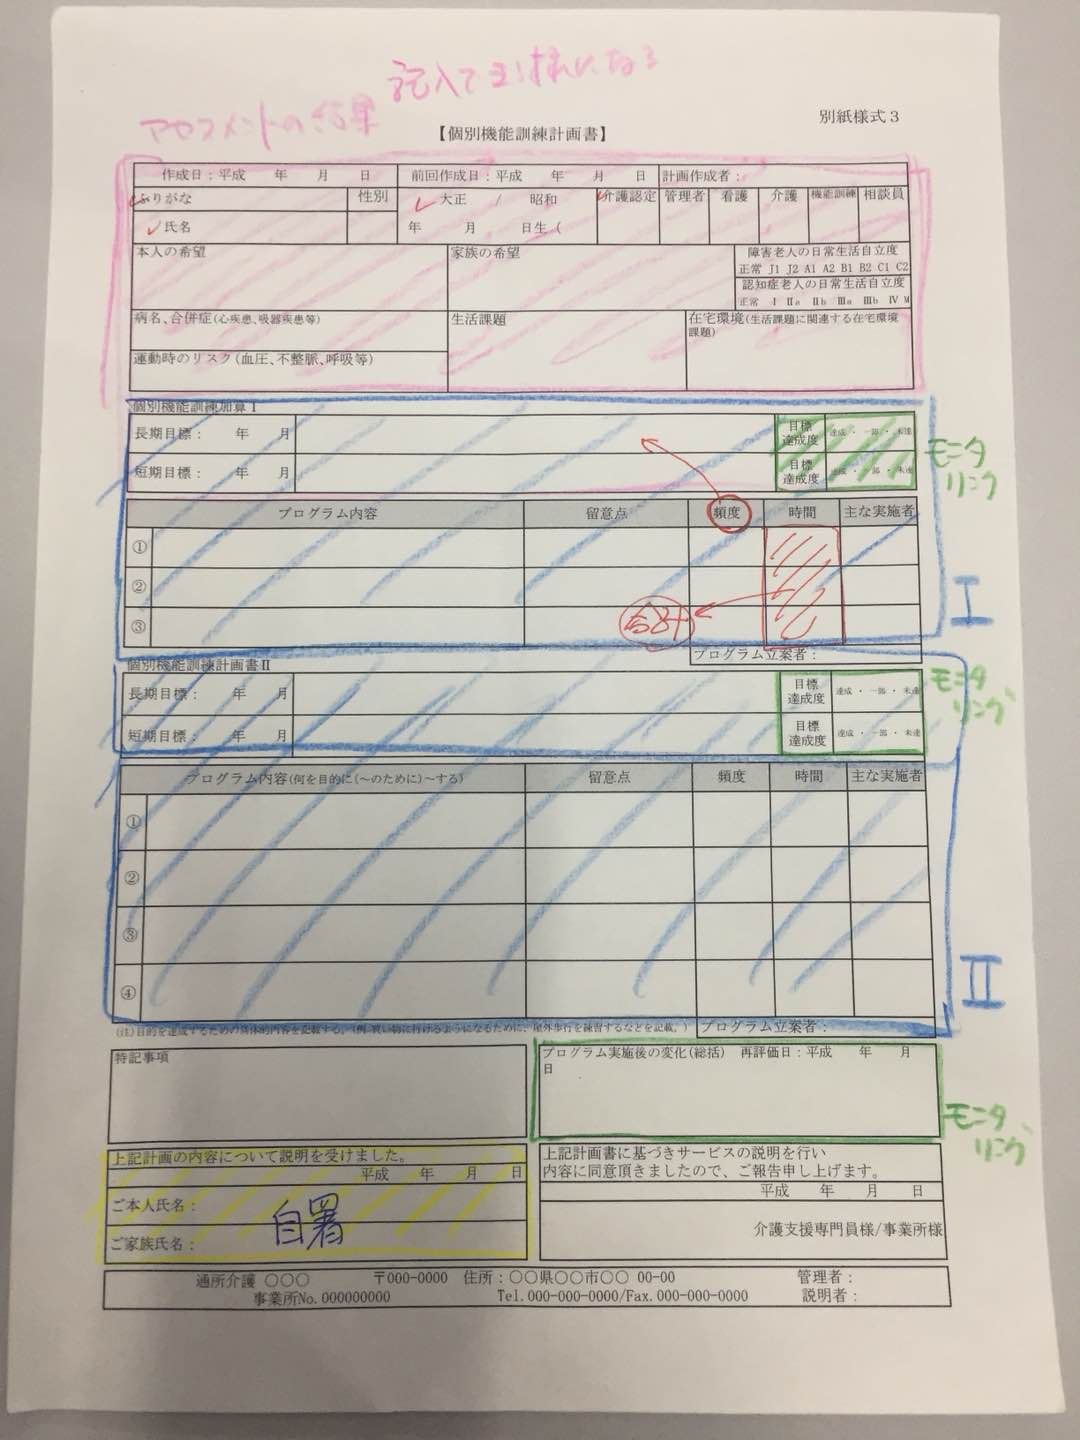 記入できる様になる
アセスメントの結果
別紙様式3
【個別機能訓練計画書】
作成日：平成　年　月　日　前回作成日：平成　年　月　日　計画作成者：
ふりがな　性別　大正　/　昭和　介護認定　管理者　看護　介護　機能訓練　相談員
氏名　年　月　日生（
本人の希望　家族の希望　障害老人の日常生活自立度
正常 J1 J2 A1 A2 B1 B2 C1 C2
認知症老人の日常生活自立度
正常 Ⅰ Ⅱa Ⅱb Ⅲa Ⅲb Ⅳ M
病名、合併症(心疾患、吸器疾患等)　生活課題　在宅環境(生活課題に関連する在宅環境
課題)
運動時のリスク(血圧、不整脈、呼吸等)
個別機能訓練加算Ⅰ
長期目標：　年　月　目標
達成度　達成 ・ 一部 ・ 未達
短期目標：　年　月　目標
達成度　達成 ・ 一部 ・ 未達
モニタ
リング
プログラム内容　留意点　頻度　時間　主な実施者
①
②
③
合計
Ⅰ
プログラム立案者：
個別機能訓練計画書Ⅱ
長期目標：　年　月　目標
達成度　達成 ・ 一部 ・ 未達
短期目標：　年　月　目標
達成度　達成 ・ 一部 ・ 未達
モニタ
リング
プログラム内容(何を目的に(～のために)～する)　留意点　頻度　時間　主な実施者
①
②
③
④
Ⅱ
(注)目的を達成するための具体的内容を記載する。(例：買い物に行けるようになるために、屋外歩行を練習するなどを記載。)　プログラム立案者：
特記事項　プログラム実施後の変化(総括)　再評価日：平成　年　月
日
モニタ
リング
上記計画の内容について説明を受けました。
平成　年　月　日
ご本人氏名：
自署
ご家族氏名：
上記計画書に基づきサービスの説明を行い
内容に同意頂きましたので、ご報告申し上げます。
平成　年　月　日
介護支援専門員様/事業所様
通所介護 〇〇〇　〒000-0000　住所：〇〇県〇〇市〇〇 00-00　管理者：
事業所No.000000000　Tel.000-000-0000/Fax.000-000-0000　説明者：